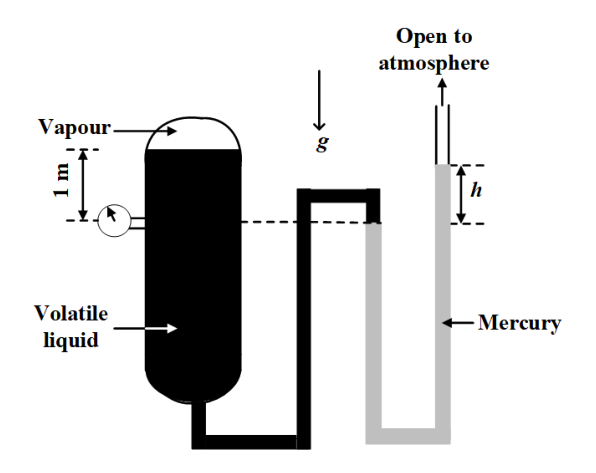 Open to
atmosphere
Vapour
g
1 m
h
Volatile
liquid
Mercury